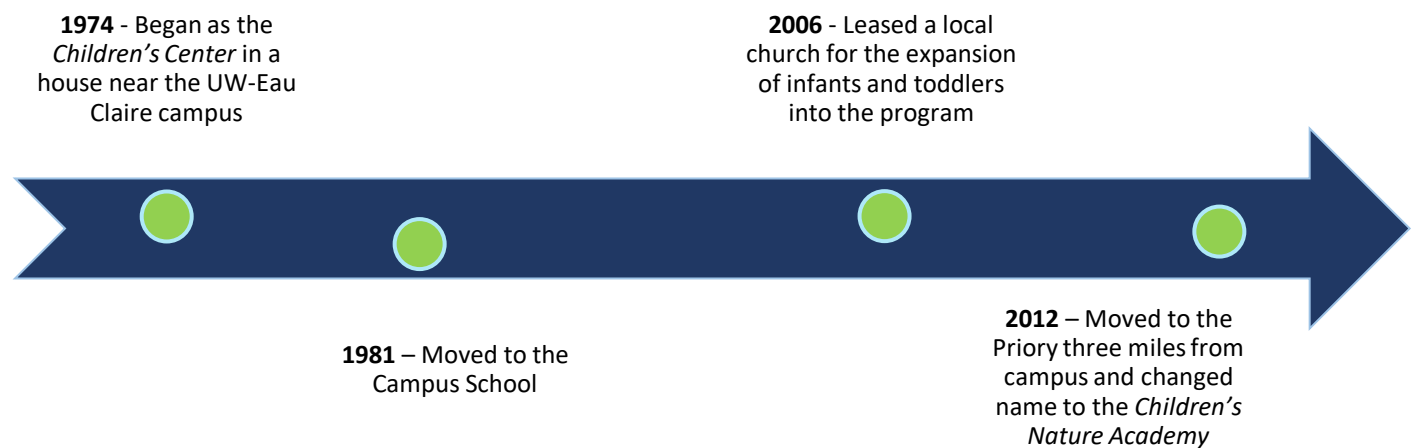 1974 - Began as the
Children’s Center in a
house near the UW-Eau
Claire campus
1981 – Moved to the
Campus School
2006 - Leased a local
church for the expansion
of infants and toddlers
into the program
2012 – Moved to the
Priory three miles from
campus and changed
name to the Children’s
Nature Academy